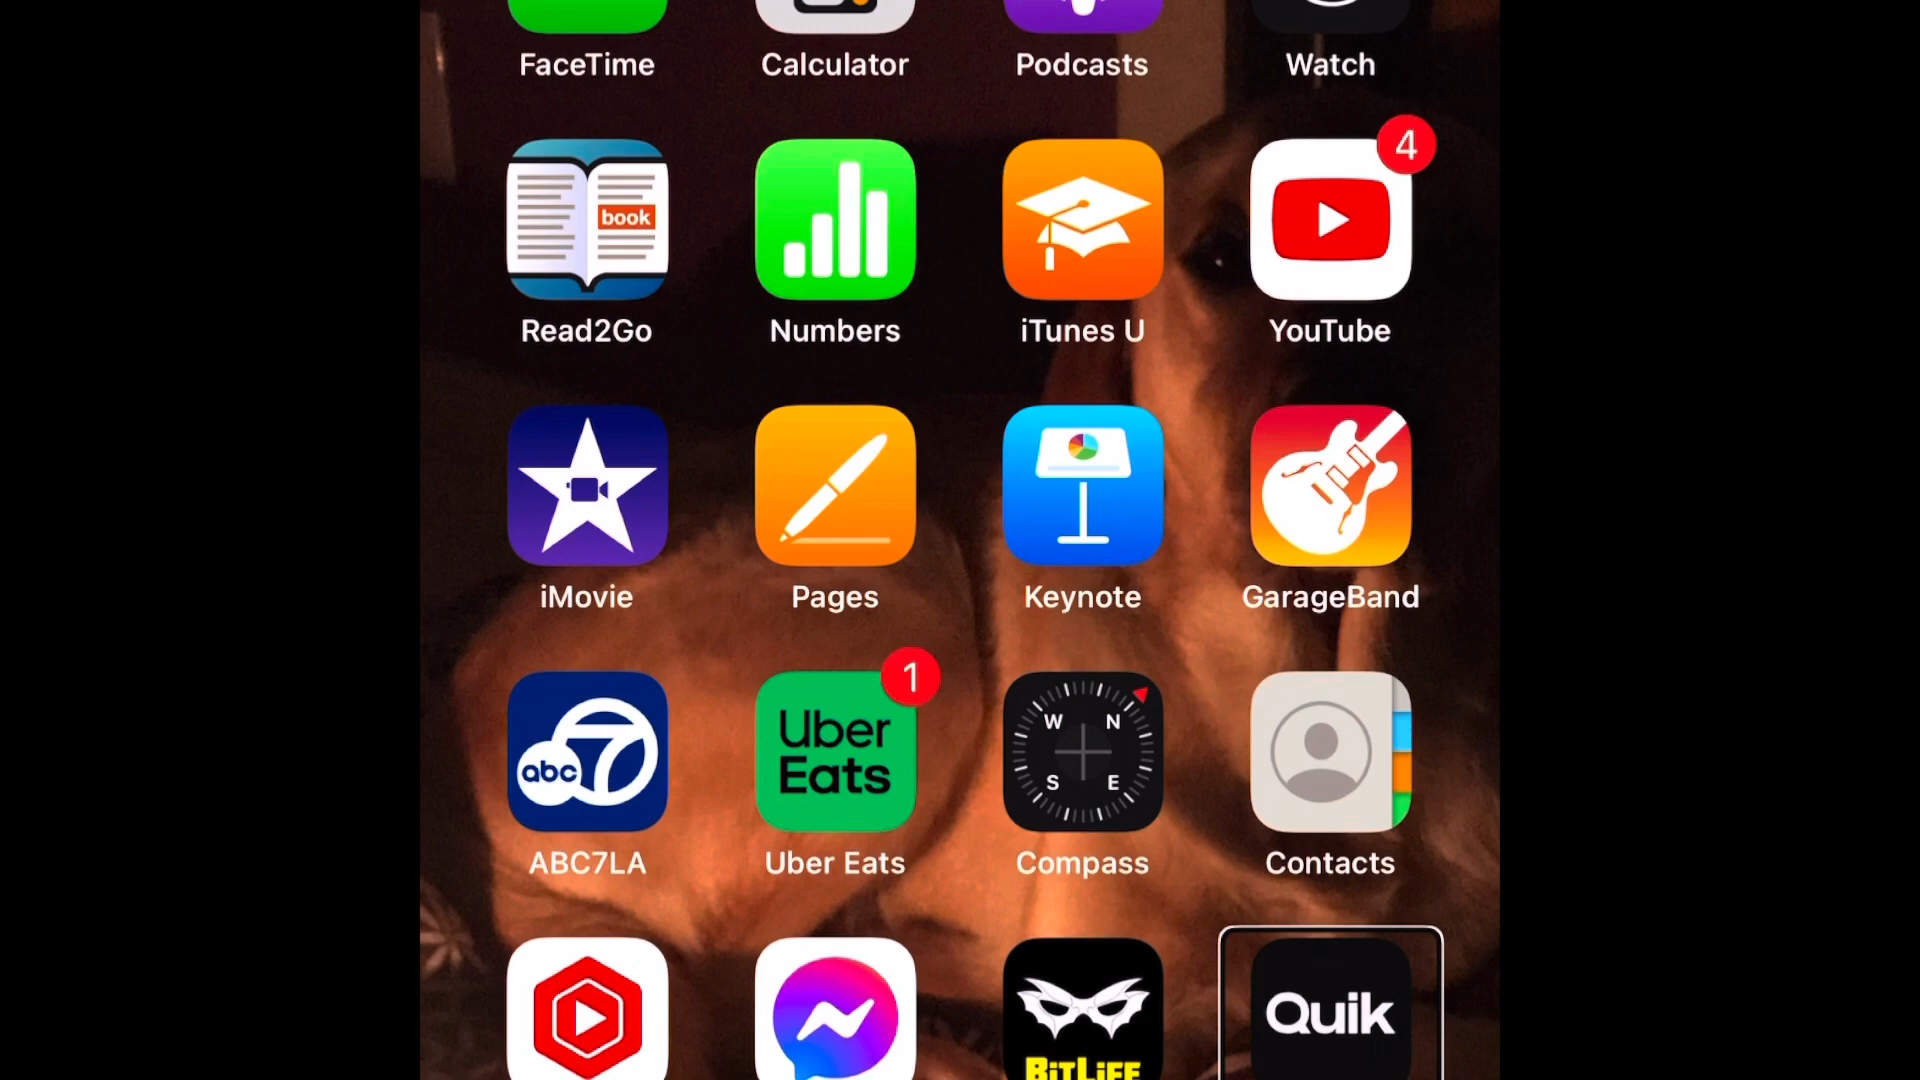 FaceTime
Calculator
Podcasts
Watch
4
book
Read2Go
Numbers
iTunes U
YouTube
iMovie
Pages
Keynote
GarageBand
1
abc 7
Uber
Eats
W N
S E
ABC7LA
Uber Eats
Compass
Contacts
Quik
BitLiFE